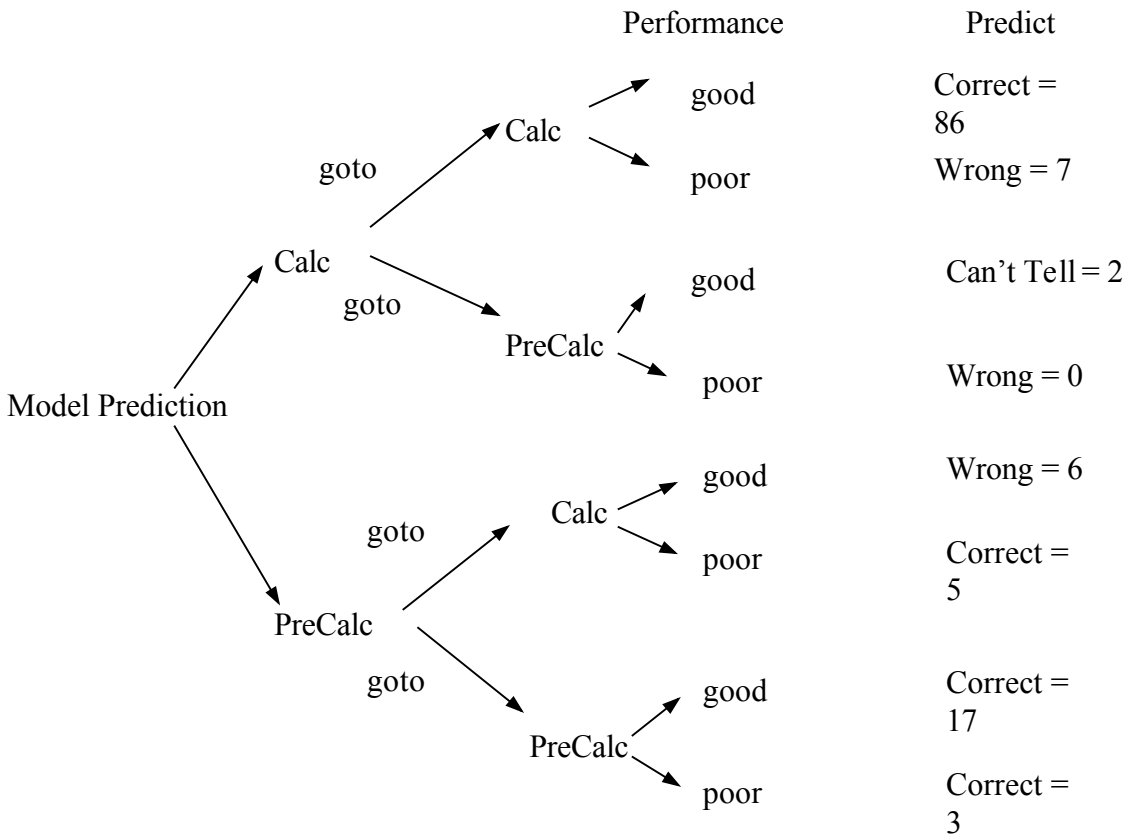 Performance Predict
good Correct =
86
Calc
goto
poor Wrong = 7
Calc
good Can't Tell = 2
goto
PreCalc
poor Wrong = 0
Model Prediction
good Wrong = 6
Calc
goto
poor Correct =
5
PreCalc
goto
good Correct =
17
PreCalc
poor Correct =
3